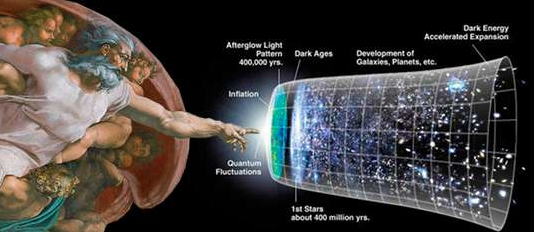 Dark Energy
Accelerated Expansion
Afterglow Light
Pattern
400,000 yrs.
Dark Ages
Development of
Galaxies, Planets, etc.
Inflation
Quantum
Fluctuations
1st Stars
about 400 million yrs.